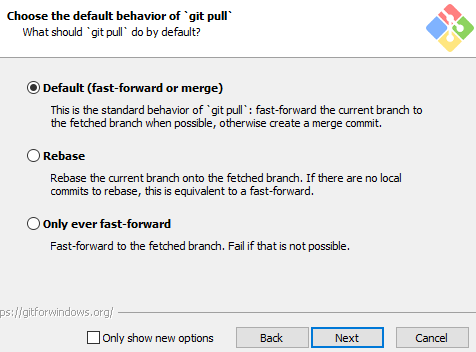 Choose the default behavior of `git pull`
What should `git pull` do by default?
Default (fast-forward or merge)
This is the standard behavior of `git pull`: fast-forward the current branch to
the fetched branch when possible, otherwise create a merge commit.
Rebase
Rebase the current branch onto the fetched branch. If there are no local
commits to rebase, this is equivalent to a fast-forward.
Only ever fast-forward
Fast-forward to the fetched branch. Fail if that is not possible.
ps://gitforwindows.org/
Only show new options
Back
Next
Cancel